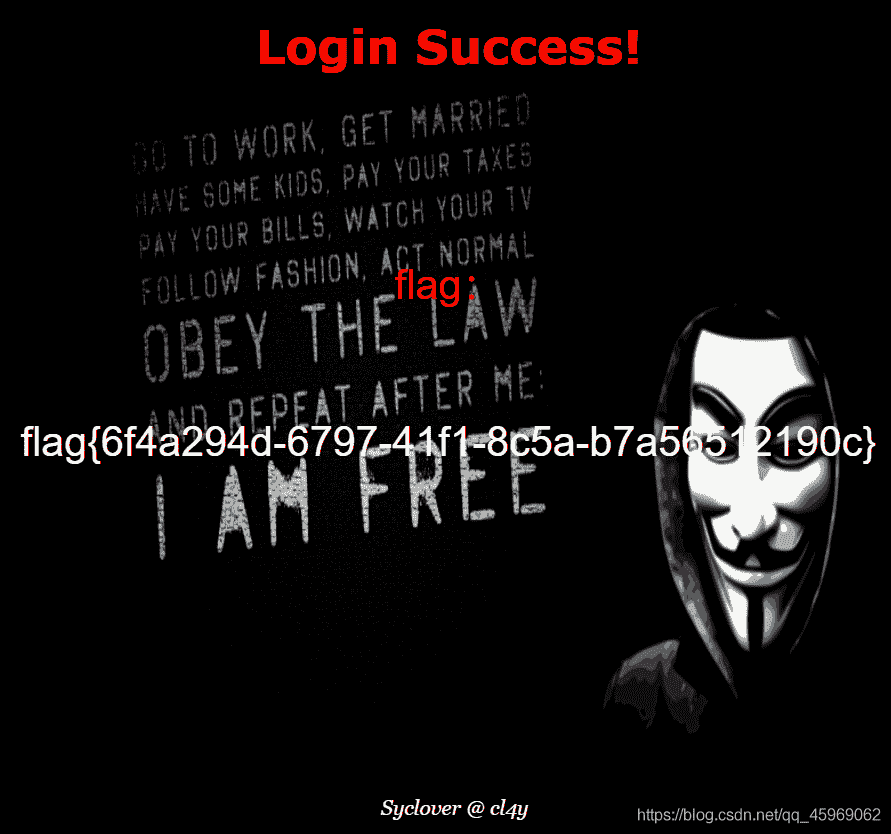 Login Success!
GO TO WORK, GET MARRIED
HAVE SOME KIDS, PAY YOUR TAXES
PAY YOUR BILLS, WATCH YOUR TV
FOLLOW FASHION, ACT NORMAL
flag:
OBEY THE LAW
AND REPEAT AFTER ME:
flag{6f4a294d-6797-41f1-8c5a-b7a56512190c}
I AM FREE
Syclover @ cl4y
https://blog.csdn.net/qq_45969062